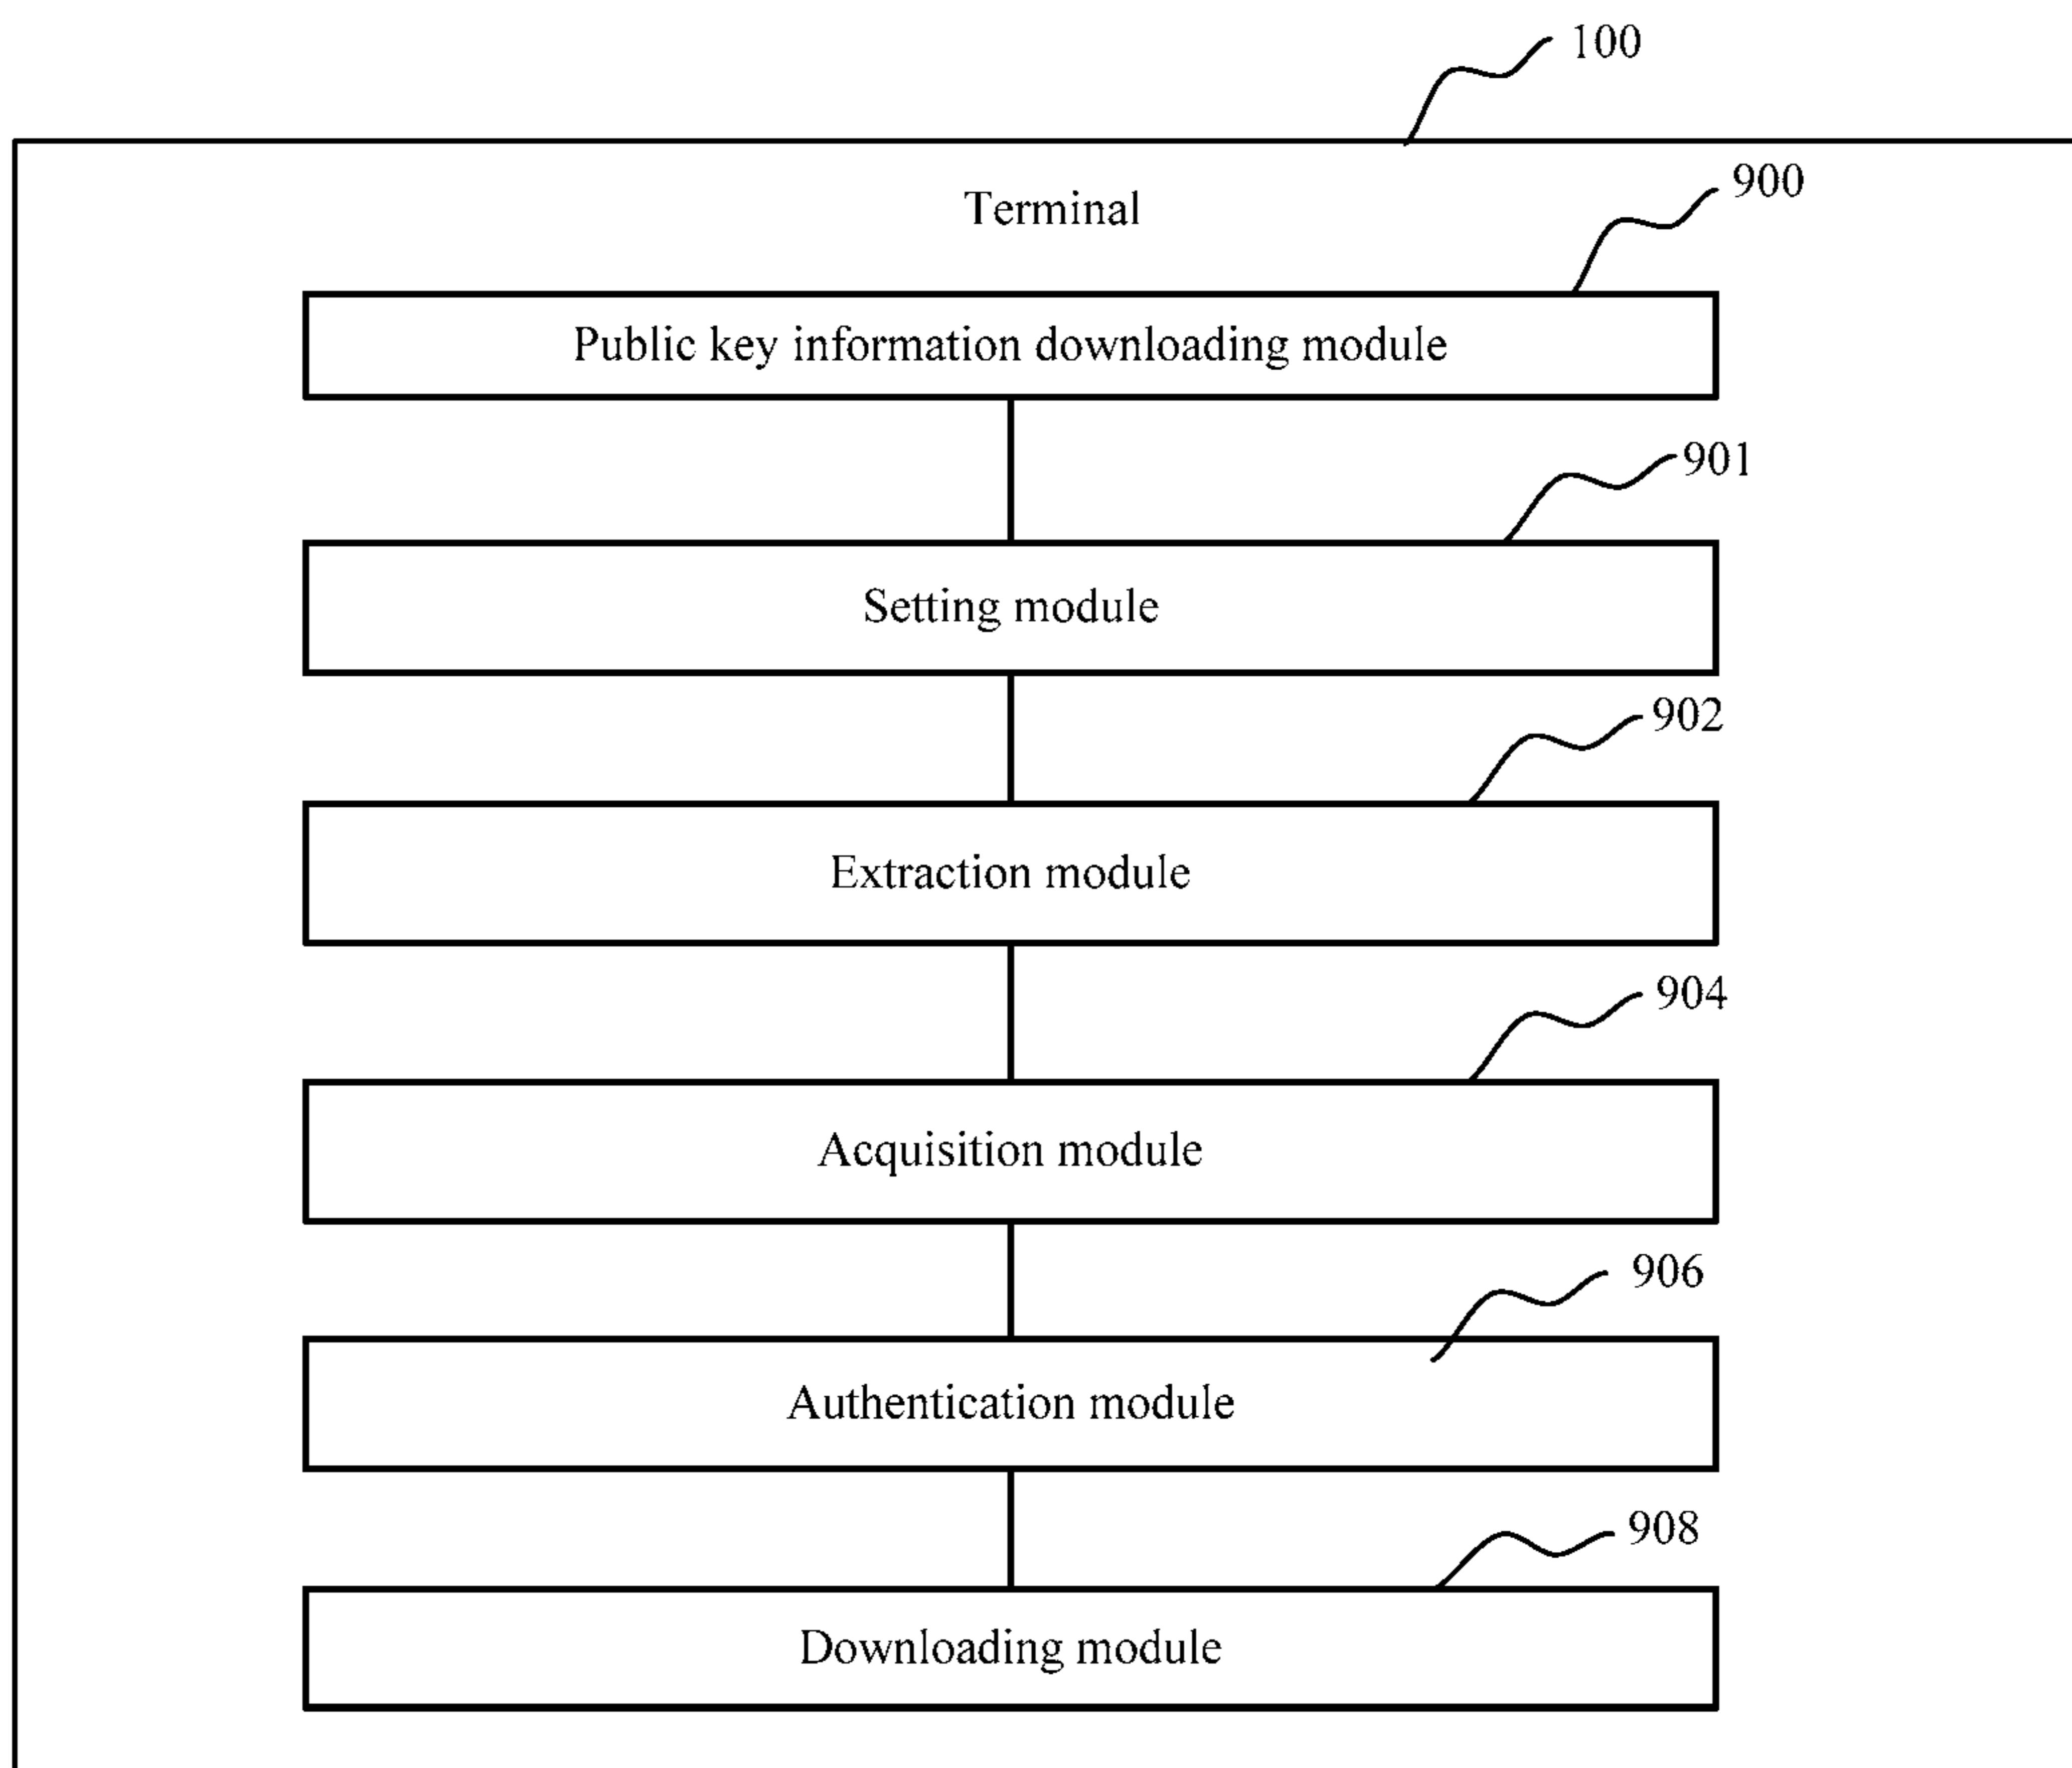 100
900
Terminal
Public key information downloading module
901
Setting module
902
Extraction module
904
Acquisition module
906
Authentication module
908
Downloading module